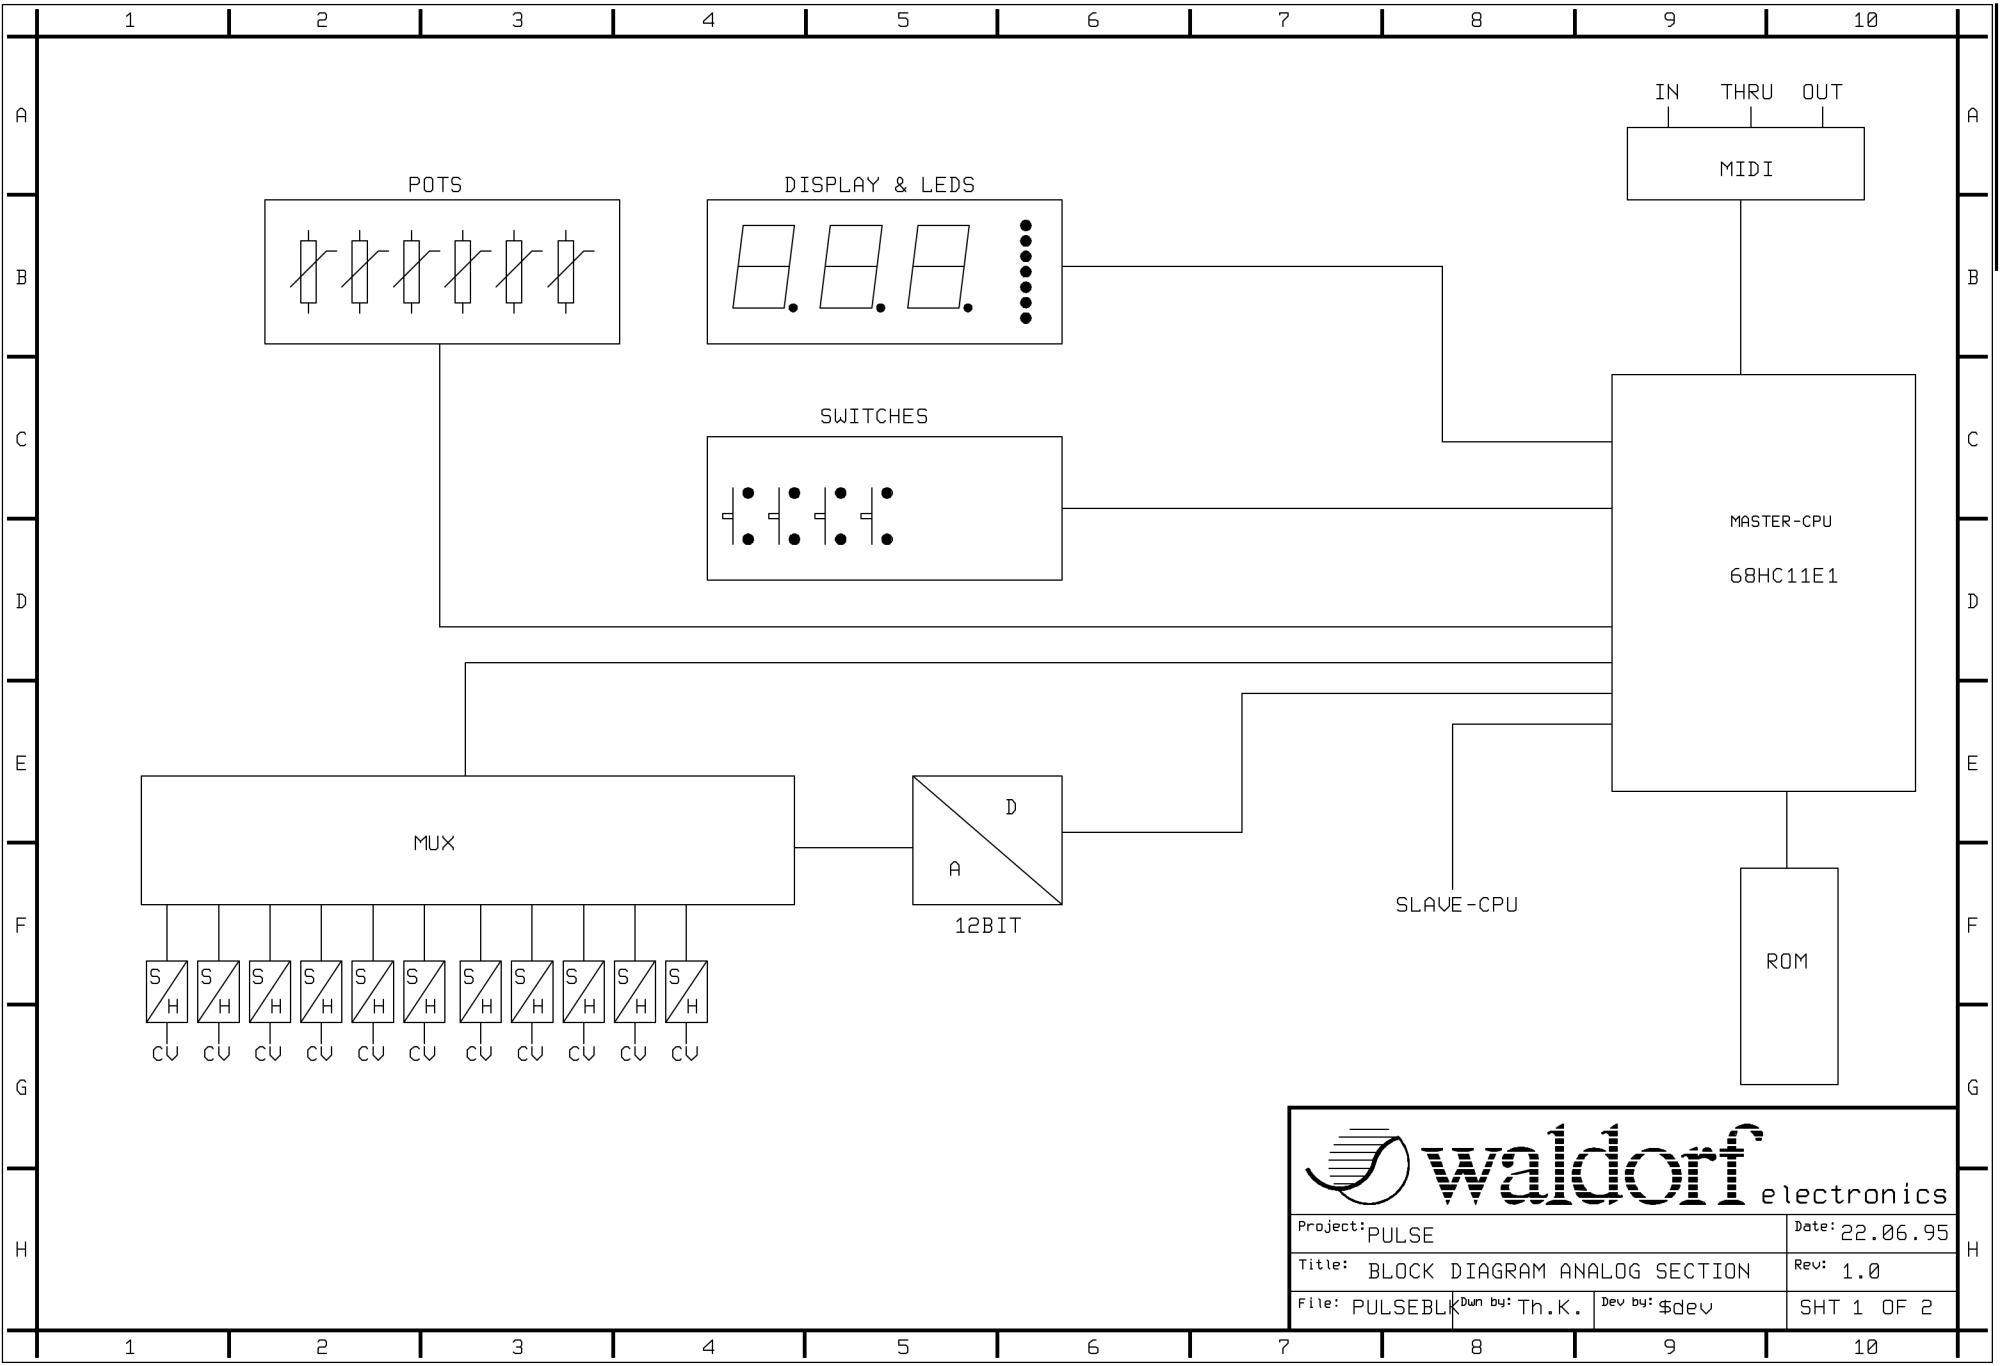 1 2 3 4 5 6 7 8 9 10
A A
IN THRU OUT
MIDI
POTS DISPLAY & LEDS
B B
SWITCHES
C C
MASTER-CPU
68HC11E1
D D
E E
D
A
MUX
12BIT
SLAVE-CPU
F F
ROM
S/H S/H S/H S/H S/H S/H S/H S/H S/H S/H S/H
CV CV CV CV CV CV CV CV CV CV CV
G G
waldorf electronics
Project: PULSE Date: 22.06.95
H H
Title: BLOCK DIAGRAM ANALOG SECTION Rev: 1.0
File: PULSEBLK Dwn by: Th.K. Dev by: $dev SHT 1 OF 2
1 2 3 4 5 6 7 8 9 10